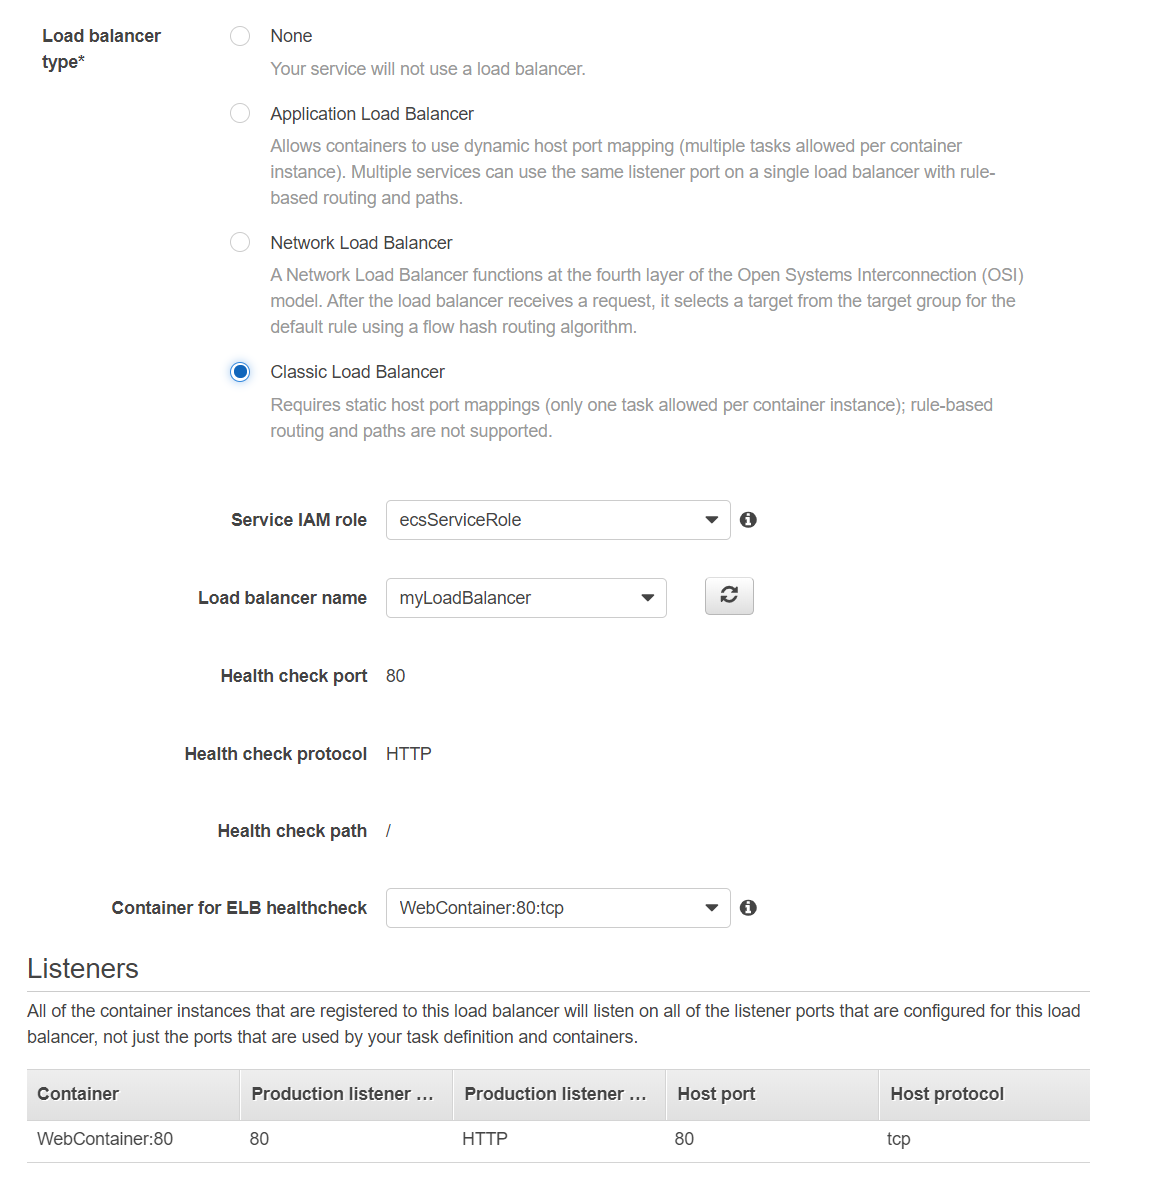 Load balancer
type*
None
Your service will not use a load balancer.
Application Load Balancer
Allows containers to use dynamic host port mapping (multiple tasks allowed per container
instance). Multiple services can use the same listener port on a single load balancer with rule-
based routing and paths.
Network Load Balancer
A Network Load Balancer functions at the fourth layer of the Open Systems Interconnection (OSI)
model. After the load balancer receives a request, it selects a target from the target group for the
default rule using a flow hash routing algorithm.
Classic Load Balancer
Requires static host port mappings (only one task allowed per container instance); rule-based
routing and paths are not supported.
Service IAM role ecsServiceRole
Load balancer name myLoadBalancer
Health check port 80
Health check protocol HTTP
Health check path /
Container for ELB healthcheck WebContainer:80:tcp
Listeners
All of the container instances that are registered to this load balancer will listen on all of the listener ports that are configured for this load
balancer, not just the ports that are used by your task definition and containers.
Container Production listener ... Production listener ... Host port Host protocol
WebContainer:80 80 HTTP 80 tcp